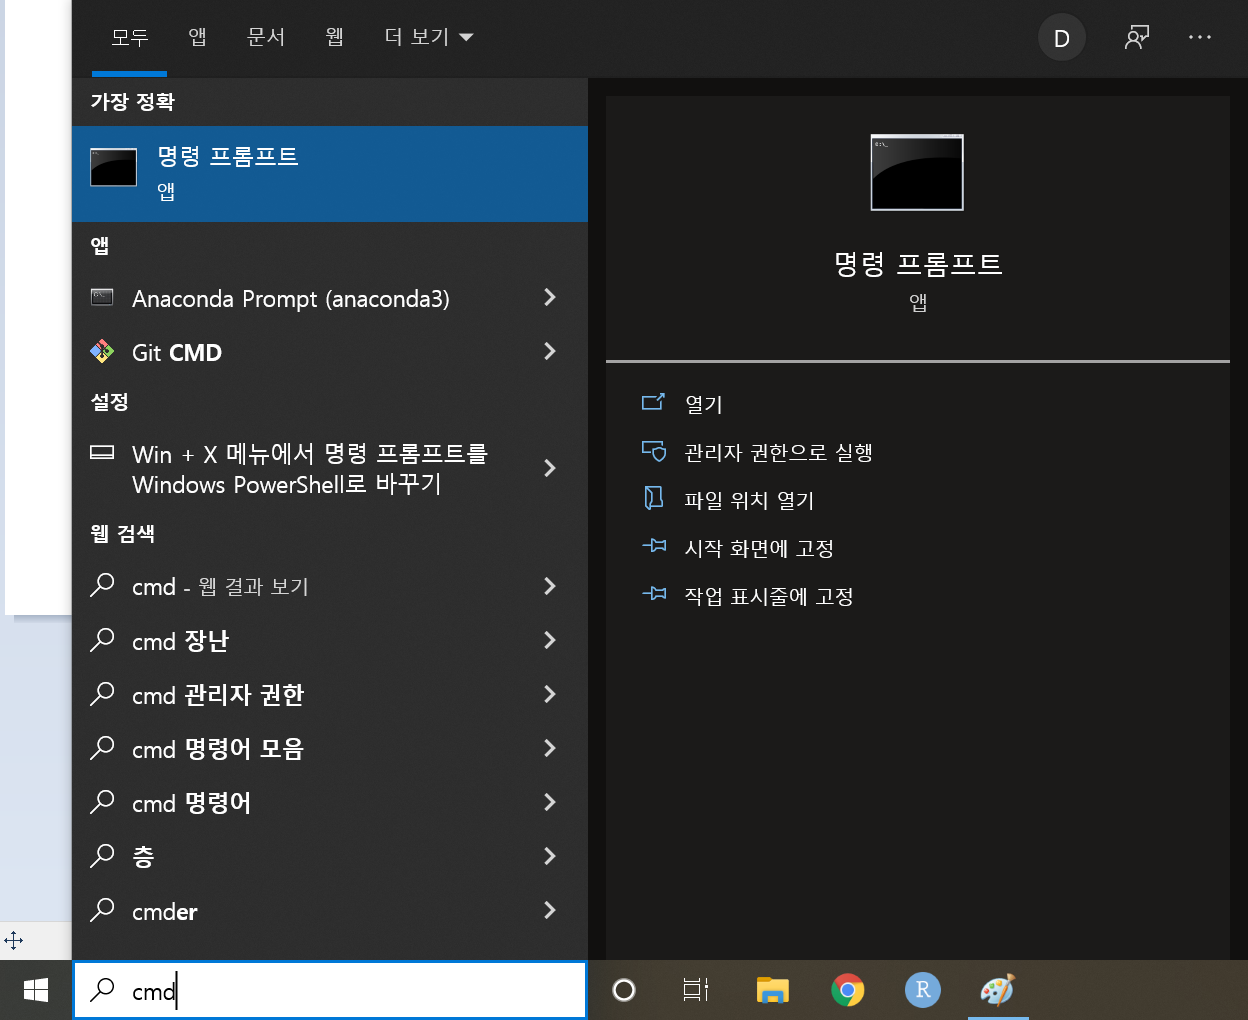 모두 앱 문서 웹 더 보기
D
가장 정확
명령 프롬프트
앱
앱
Anaconda Prompt (anaconda3)
Git CMD
설정
Win + X 메뉴에서 명령 프롬프트를
Windows PowerShell로 바꾸기
웹 검색
cmd - 웹 결과 보기
cmd 장난
cmd 관리자 권한
cmd 명령어 모음
cmd 명령어
층
cmder
명령 프롬프트
앱
열기
관리자 권한으로 실행
파일 위치 열기
시작 화면에 고정
작업 표시줄에 고정
cmd
R